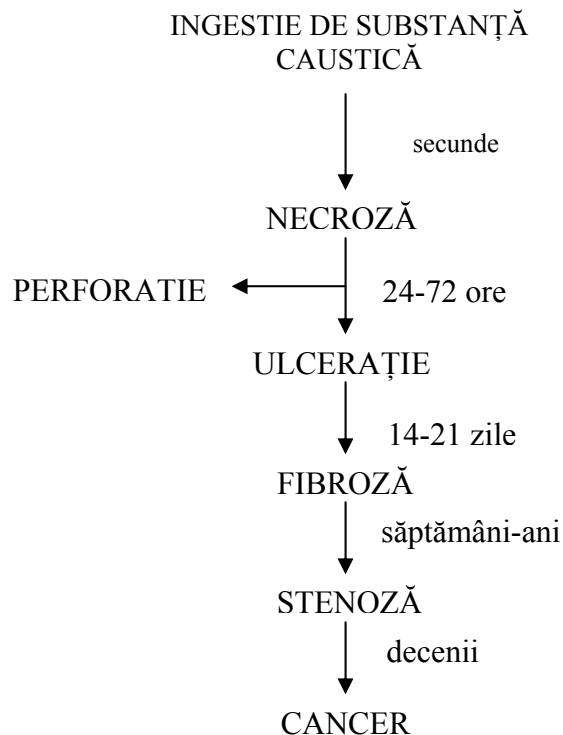 INGESTIE DE SUBSTANȚĂ
CAUSTICĂ
secunde
NECROZĂ
PERFORATIE
24-72 ore
ULCERAȚIE
14-21 zile
FIBROZĂ
săptămâni-ani
STENOZĂ
decenii
CANCER